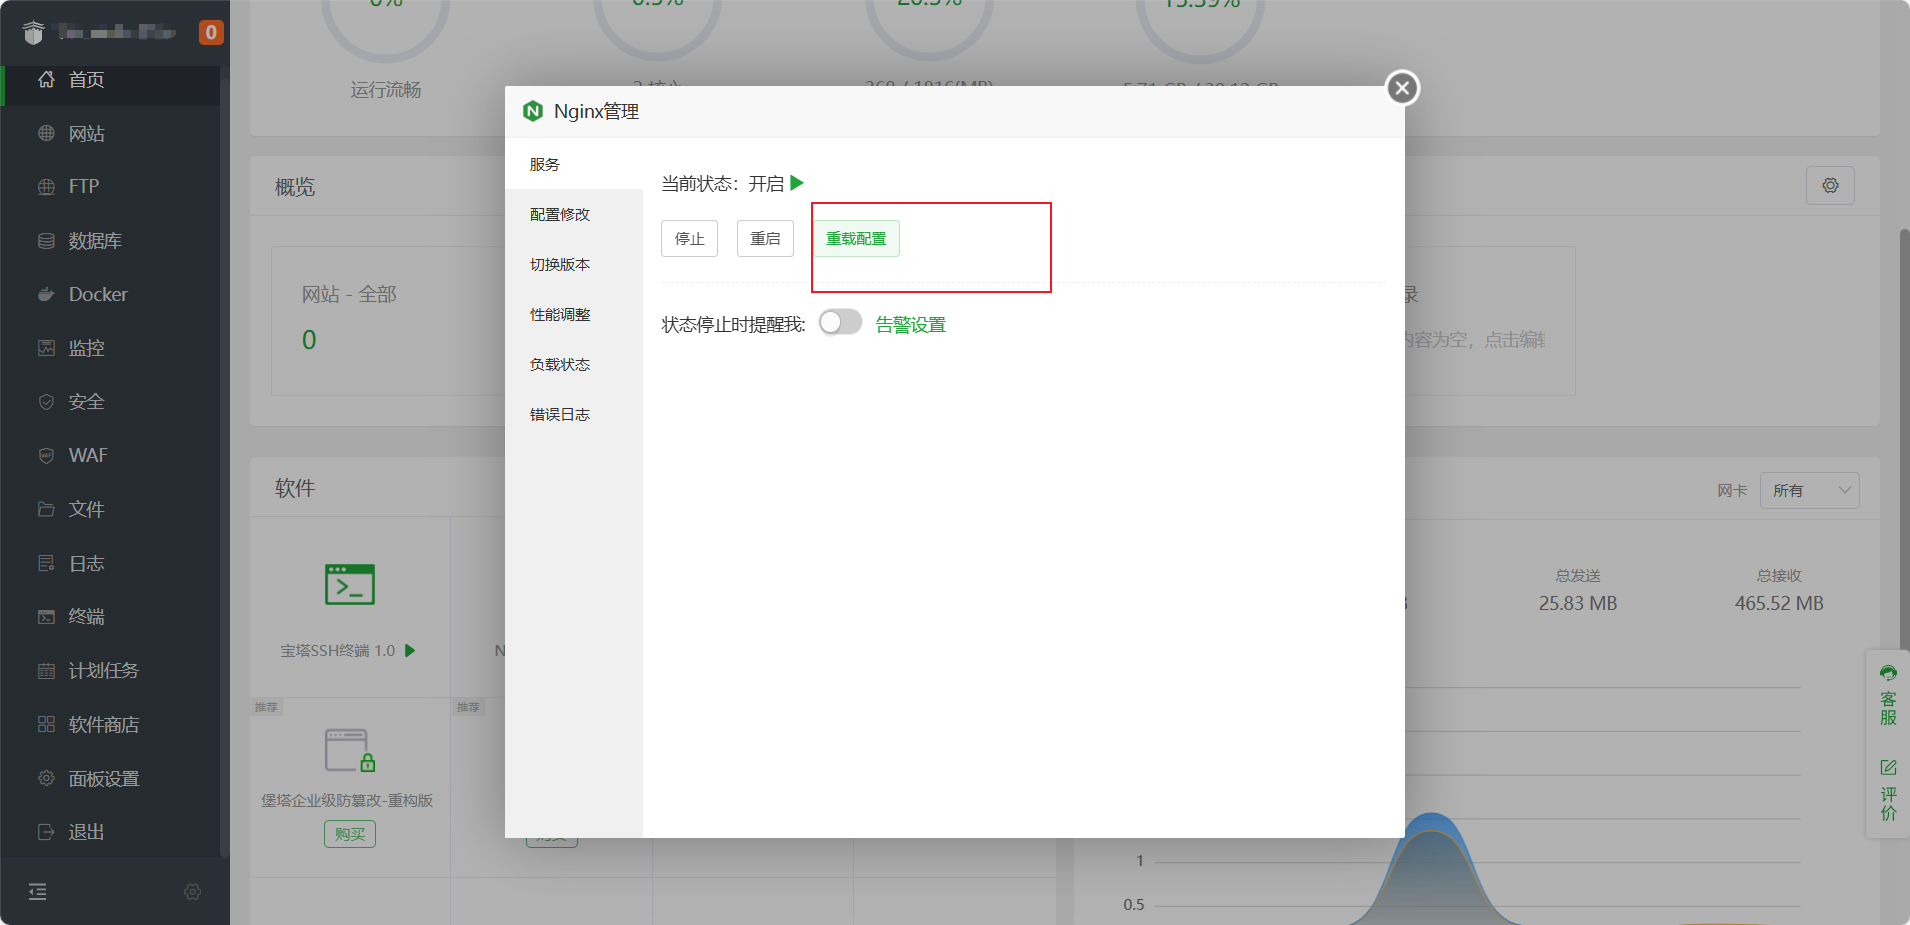 0
首页
网站
FTP
数据库
Docker
监控
安全
WAF
文件
日志
终端
计划任务
软件商店
面板设置
退出
运行流畅
概览
网站 - 全部
0
软件
宝塔SSH终端 1.0
N
推荐
推荐
堡塔企业级防篡改-重构版
购买
Nginx管理
服务
配置修改
切换版本
性能调整
负载状态
错误日志
当前状态：开启
停止
重启
重载配置
状态停止时提醒我:
告警设置
录
内容为空，点击编辑
网卡
所有
总发送
25.83 MB
总接收
465.52 MB
1
0.5
客服
评价